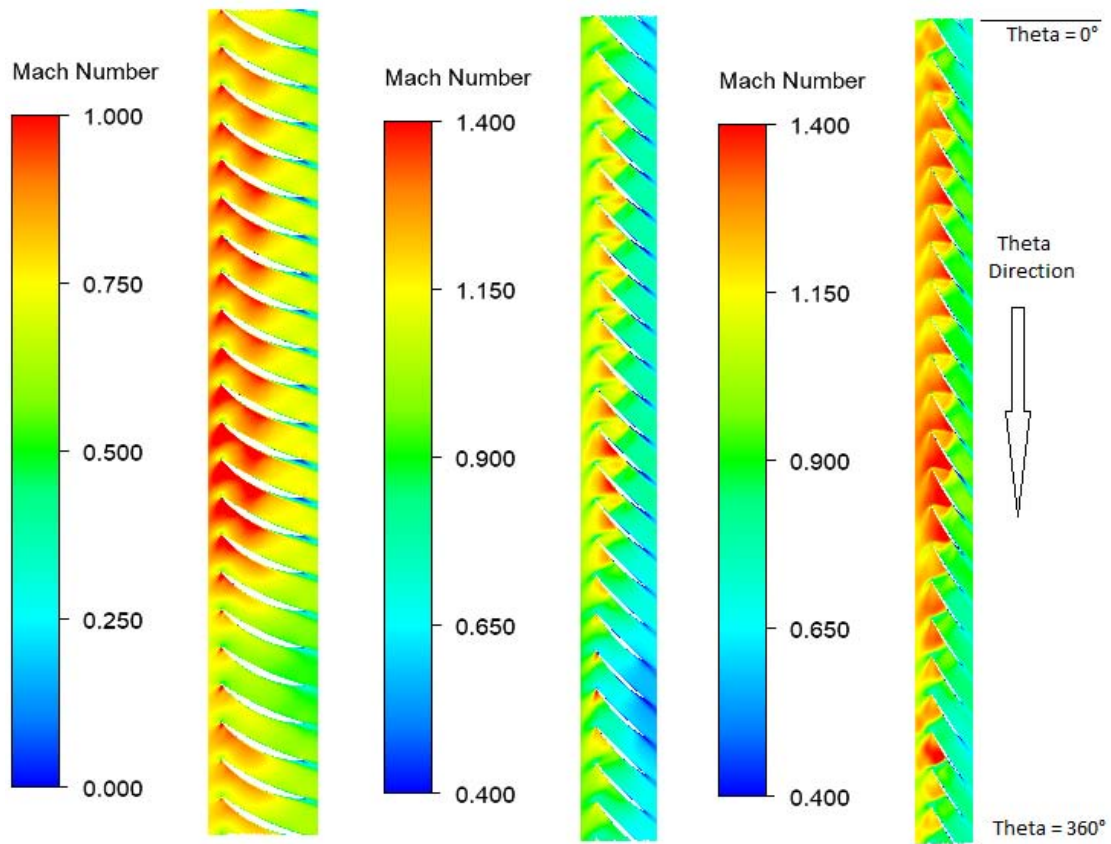 Mach Number
1.000
0.750
0.500
0.250
0.000
Mach Number
1.400
1.150
0.900
0.650
0.400
Mach Number
1.400
1.150
0.900
0.650
0.400
Theta = 0°
Theta
Direction
Theta = 360°